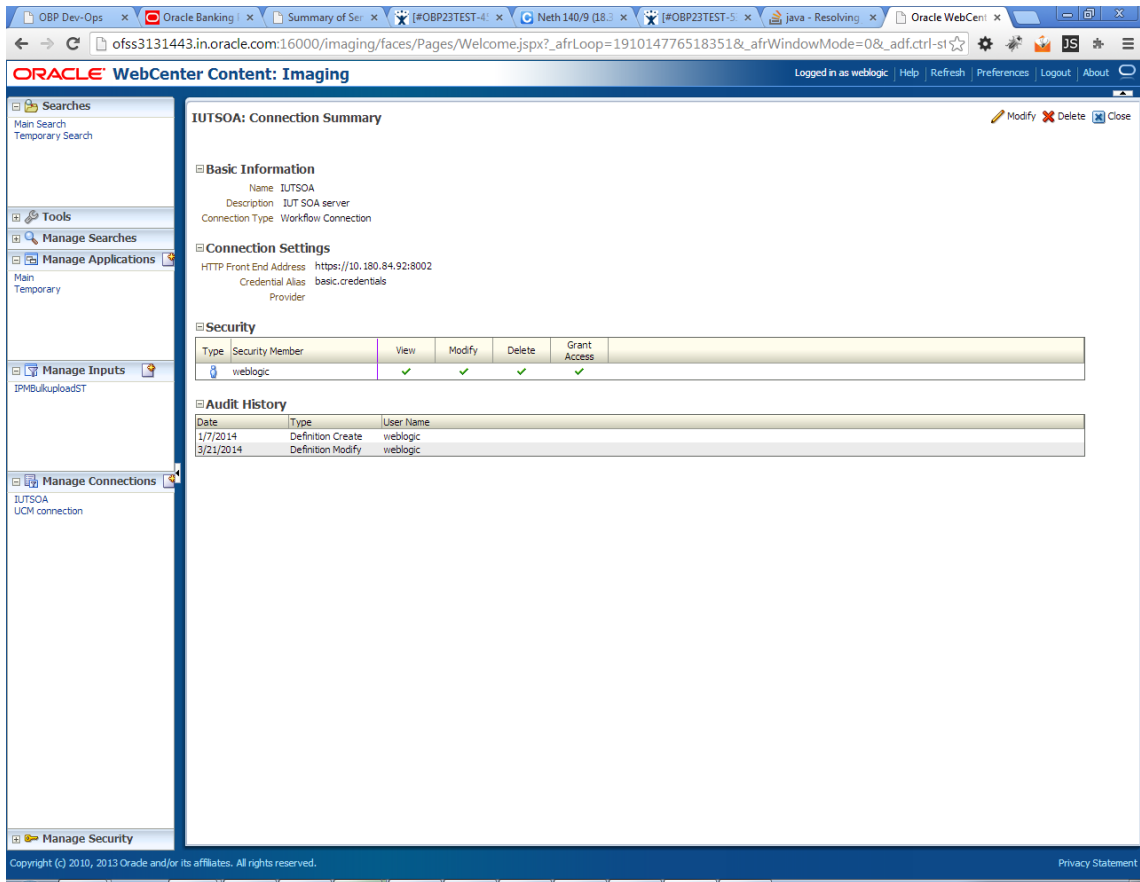 OBP Dev-Ops
Oracle Banking
Summary of Ser
[#OBP23TEST-4
Neth 140/9 (18.3
[#OBP23TEST-5
java - Resolving
Oracle WebCent
ofss3131443.in.oracle.com:16000/imaging/faces/Pages/Welcome.jspx?_afrLoop=191014776518351&_afrWindowMode=0&_adf.ctrl-st
JS
ORACLE WebCenter Content: Imaging
Logged in as weblogic Help Refresh Preferences Logout About
Searches
Main Search
Temporary Search
Tools
Manage Searches
Manage Applications
Main
Temporary
Manage Inputs
IPMBulkuploadST
Manage Connections
IUTSOA
UCM connection
Manage Security
IUTSOA: Connection Summary
Modify Delete Close
Basic Information
Name IUTSOA
Description IUT SOA server
Connection Type Workflow Connection
Connection Settings
HTTP Front End Address https://10.180.84.92:8002
Credential Alias basic.credentials
Provider
Security
Type Security Member View Modify Delete Grant Access
weblogic
Audit History
Date Type User Name
1/7/2014 Definition Create weblogic
3/21/2014 Definition Modify weblogic
Copyright (c) 2010, 2013 Oracle and/or its affiliates. All rights reserved.
Privacy Statement